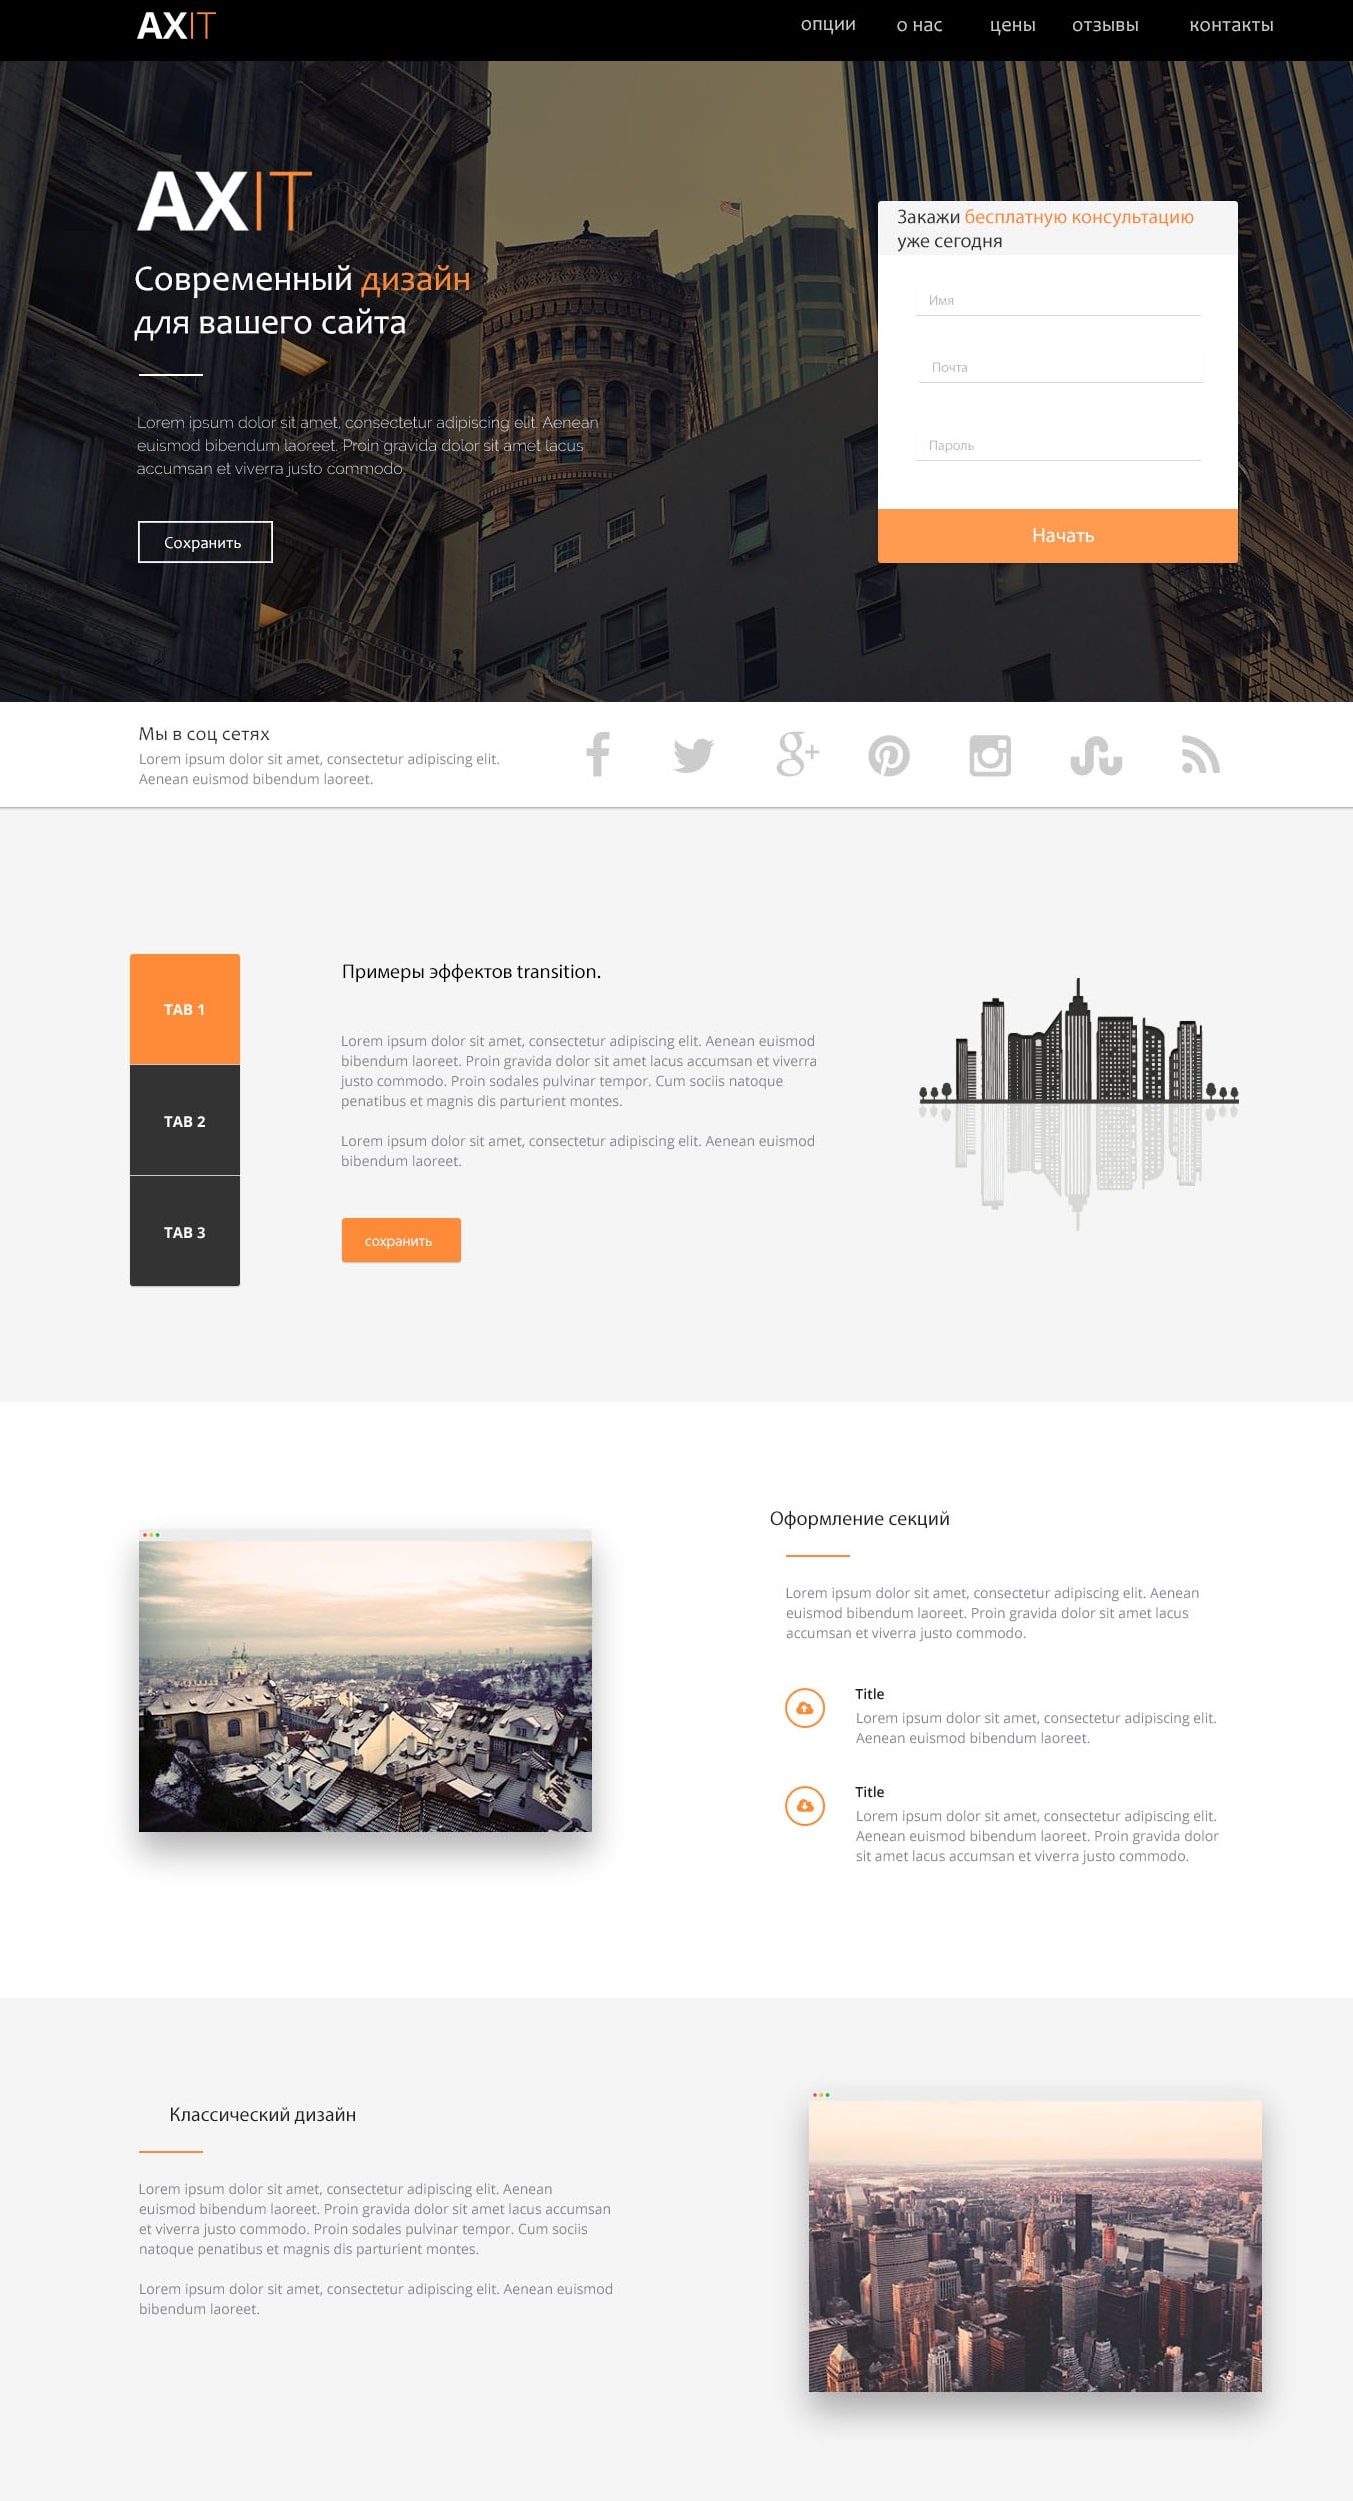 AXIT
опции о нас цены отзывы контакты
AXIT
Современный дизайн
для вашего сайта
Lorem ipsum dolor sit amet, consectetur adipiscing elit. Aenean
euismod bibendum laoreet. Proin gravida dolor sit amet lacus
accumsan et viverra justo commodo.
Сохранить
Закажи бесплатную консультацию
уже сегодня
Имя
Почта
Пароль
Начать
Мы в соц сетях
Lorem ipsum dolor sit amet, consectetur adipiscing elit.
Aenean euismod bibendum laoreet.
TAB 1
TAB 2
TAB 3
Примеры эффектов transition.
Lorem ipsum dolor sit amet, consectetur adipiscing elit. Aenean euismod
bibendum laoreet. Proin gravida dolor sit amet lacus accumsan et viverra
justo commodo. Proin sodales pulvinar tempor. Cum sociis natoque
penatibus et magnis dis parturient montes.
Lorem ipsum dolor sit amet, consectetur adipiscing elit. Aenean euismod
bibendum laoreet.
сохранить
Оформление секций
Lorem ipsum dolor sit amet, consectetur adipiscing elit. Aenean
euismod bibendum laoreet. Proin gravida dolor sit amet lacus
accumsan et viverra justo commodo.
Title
Lorem ipsum dolor sit amet, consectetur adipiscing elit.
Aenean euismod bibendum laoreet.
Title
Lorem ipsum dolor sit amet, consectetur adipiscing elit.
Aenean euismod bibendum laoreet. Proin gravida dolor
sit amet lacus accumsan et viverra justo commodo.
Классический дизайн
Lorem ipsum dolor sit amet, consectetur adipiscing elit. Aenean
euismod bibendum laoreet. Proin gravida dolor sit amet lacus accumsan
et viverra justo commodo. Proin sodales pulvinar tempor. Cum sociis
natoque penatibus et magnis dis parturient montes.
Lorem ipsum dolor sit amet, consectetur adipiscing elit. Aenean euismod
bibendum laoreet.